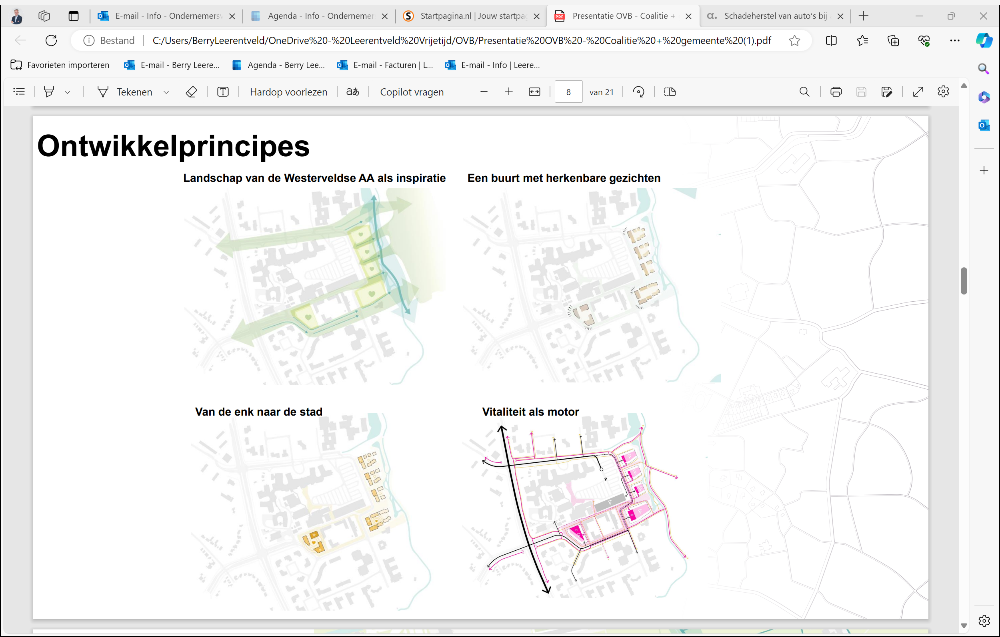 E-mail - Info - Ondernemersv
Agenda - Info - Ondernemer
Startpagina.nl | Jouw startpag
Presentatie OVB - Coalitie +
a. Schadeherstel van auto's bij
Bestand
C:/Users/BerryLeerentveld/OneDrive%20-%20Leerentveld%20Vrijetijd/OVB/Presentatie%20OVB%20-%20Coalitie%20+%20gemeente%20(1).pdf
Favorieten importeren
E-mail - Berry Leere...
Agenda - Berry Lee...
E-mail - Facturen | L...
E-mail - Info | Leere...
Tekenen
Hardop voorlezen
aあ
Copilot vragen
8
van 21
Ontwikkelprincipes
Landschap van de Westerveldse AA als inspiratie
Een buurt met herkenbare gezichten
Van de enk naar de stad
Vitaliteit als motor
P